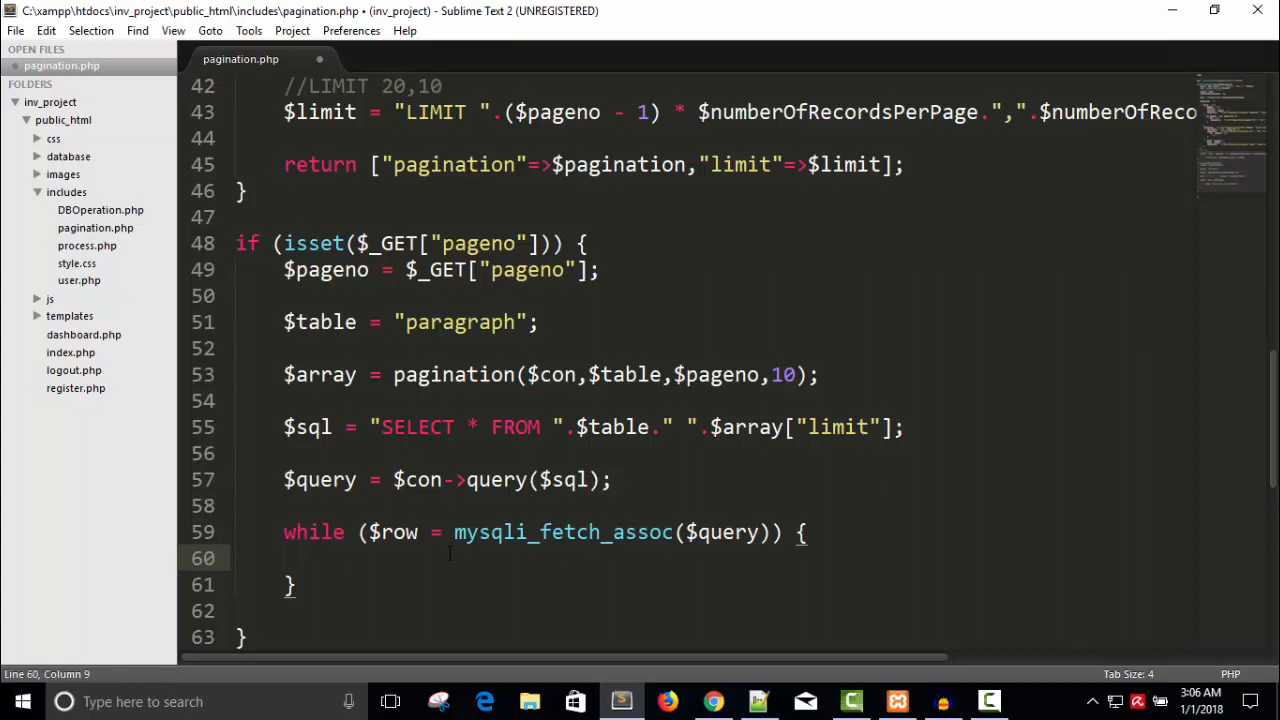 C:\xampp\htdocs\inv_project\public_html\includes\pagination.php • (inv_project) - Sublime Text 2 (UNREGISTERED)
File Edit Selection Find View Goto Tools Project Preferences Help
OPEN FILES
pagination.php
FOLDERS
inv_project
public_html
css
database
images
includes
DBOperation.php
pagination.php
process.php
style.css
user.php
js
templates
dashboard.php
index.php
logout.php
register.php
pagination.php
42 //LIMIT 20,10
43 $limit = "LIMIT ".($pageno - 1) * $numberOfRecordsPerPage.",".$numberOfReco
44
45 return ["pagination"=>$pagination,"limit"=>$limit];
46 }
47
48 if (isset($_GET["pageno"])) {
49 $pageno = $_GET["pageno"];
50
51 $table = "paragraph";
52
53 $array = pagination($con,$table,$pageno,10);
54
55 $sql = "SELECT * FROM ".$table." ".$array["limit"];
56
57 $query = $con->query($sql);
58
59 while ($row = mysqli_fetch_assoc($query)) {
60
61 }
62
63 }
Line 60, Column 9
Tab Size: 4
PHP
Type here to search
3:06 AM
1/1/2018